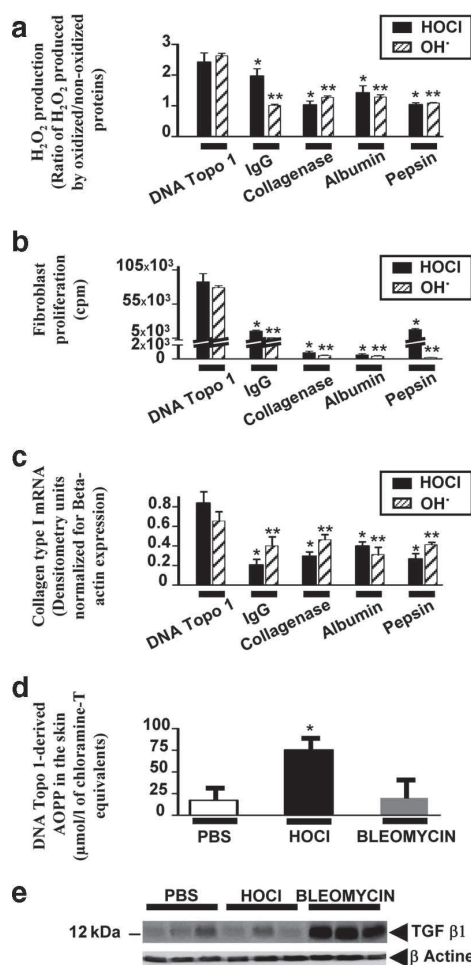 a
H₂O₂ production
(Ratio of H₂O₂ produced
by oxidized/non-oxidized
proteins)
3
2
1
0
HOCl
OH·
*
**
*
**
*
**
*
**
DNA Topo 1
IgG
Collagenase
Albumin
Pepsin
b
Fibroblast
proliferation
(cpm)
105x10³
55x10³
5x10³
2x10³
0
HOCl
OH·
*
**
*
**
*
**
*
**
DNA Topo 1
IgG
Collagenase
Albumin
Pepsin
c
Collagen type I mRNA
(Densitometry units
normalized for Beta-
actin expression)
0.8
0.6
0.4
0.2
0
HOCl
OH·
*
**
*
**
*
**
*
**
DNA Topo 1
IgG
Collagenase
Albumin
Pepsin
d
DNA Topo 1-derived
AOPP in the skin
(µmol/l of chloramine-T
equivalents)
100
75
50
25
0
*
PBS
HOCl
BLEOMYCIN
e
PBS HOCl BLEOMYCIN
12 kDa
TGF β1
β Actine